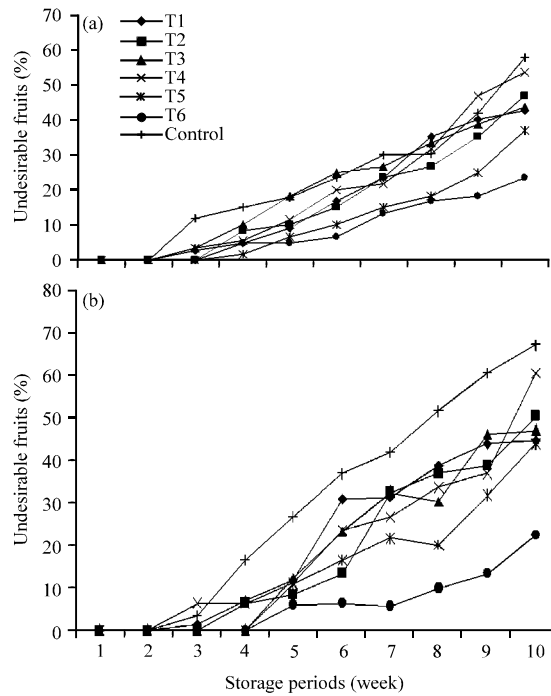 (a)
T1
T2
T3
T4
T5
T6
Control
Undesirable fruits (%)
70
60
50
40
30
20
10
0
(b)
Undesirable fruits (%)
80
70
60
50
40
30
20
10
0
1 2 3 4 5 6 7 8 9 10
Storage periods (week)